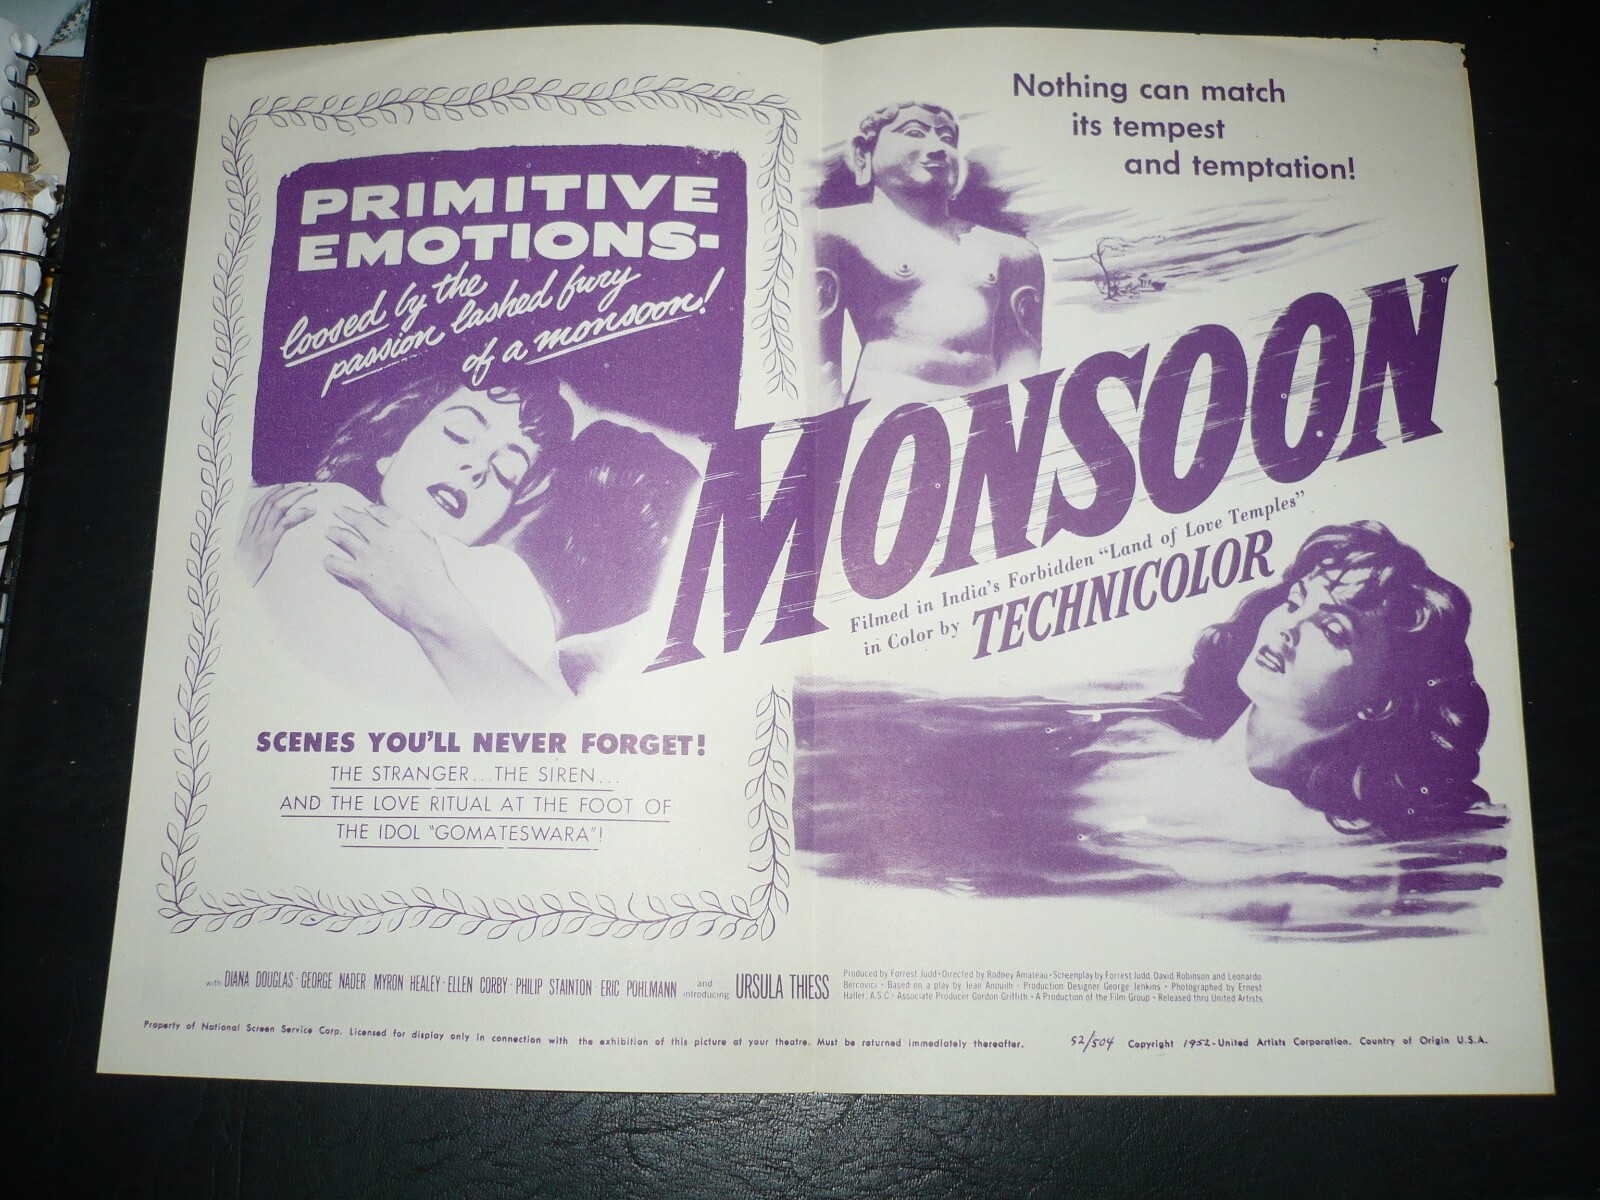 PRIMITIVE
EMOTIONS-
loosed by the
passion lashed fury
of a monsoon!
SCENES YOU'LL NEVER FORGET!
THE STRANGER...THE SIREN...
AND THE LOVE RITUAL AT THE FOOT OF
THE IDOL "GOMATESWARA"!
Nothing can match
its tempest
and temptation!
MONSOON
Filmed in India's Forbidden "Land of Love Temples"
in Color by TECHNICOLOR
with DIANA DOUGLAS · GEORGE NADER · MYRON HEALEY · ELLEN CORBY · PHILIP STAINTON · ERIC POHLMANN and introducing URSULA THIESS
Produced by Forrest Judd · Directed by Rodney Amateau · Screenplay by Forrest Judd, David Robinson and Leonardo
Bercovici · Based on a play by Jean Anouilh · Production Designer George Jenkins · Photographed by Ernest
Haller, A.S.C. · Associate Producer Gordon Griffith · A Production of the Film Group · Released thru United Artists
Property of National Screen Service Corp. Licensed for display only in connection with the exhibition of this picture at your theatre. Must be returned immediately thereafter.
52/504 Copyright 1952-United Artists Corporation. Country of Origin U.S.A.